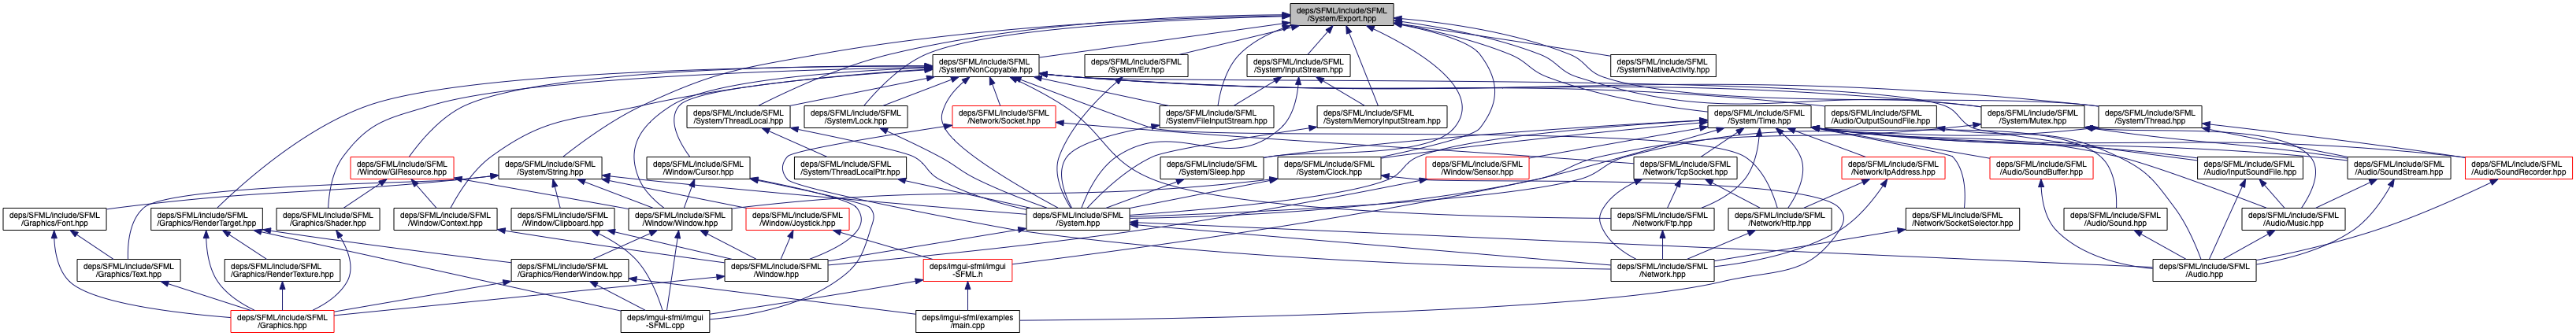 deps/SFML/include/SFML
/System/Export.hpp
deps/SFML/include/SFML
/System/NonCopyable.hpp
deps/SFML/include/SFML
/System/Err.hpp
deps/SFML/include/SFML
/System/InputStream.hpp
deps/SFML/include/SFML
/System/NativeActivity.hpp
deps/SFML/include/SFML
/System/ThreadLocal.hpp
deps/SFML/include/SFML
/System/Lock.hpp
deps/SFML/include/SFML
/Network/Socket.hpp
deps/SFML/include/SFML
/System/FileInputStream.hpp
deps/SFML/include/SFML
/System/MemoryInputStream.hpp
deps/SFML/include/SFML
/System/Time.hpp
deps/SFML/include/SFML
/Audio/OutputSoundFile.hpp
deps/SFML/include/SFML
/System/Mutex.hpp
deps/SFML/include/SFML
/System/Thread.hpp
deps/SFML/include/SFML
/Window/GlResource.hpp
deps/SFML/include/SFML
/System/String.hpp
deps/SFML/include/SFML
/Window/Cursor.hpp
deps/SFML/include/SFML
/System/ThreadLocalPtr.hpp
deps/SFML/include/SFML
/System/Sleep.hpp
deps/SFML/include/SFML
/System/Clock.hpp
deps/SFML/include/SFML
/Window/Sensor.hpp
deps/SFML/include/SFML
/Network/TcpSocket.hpp
deps/SFML/include/SFML
/Network/IpAddress.hpp
deps/SFML/include/SFML
/Audio/SoundBuffer.hpp
deps/SFML/include/SFML
/Audio/InputSoundFile.hpp
deps/SFML/include/SFML
/Audio/SoundStream.hpp
deps/SFML/include/SFML
/Audio/SoundRecorder.hpp
deps/SFML/include/SFML
/Graphics/Font.hpp
deps/SFML/include/SFML
/Graphics/RenderTarget.hpp
deps/SFML/include/SFML
/Graphics/Shader.hpp
deps/SFML/include/SFML
/Window/Context.hpp
deps/SFML/include/SFML
/Window/Clipboard.hpp
deps/SFML/include/SFML
/Window/Window.hpp
deps/SFML/include/SFML
/Window/Joystick.hpp
deps/SFML/include/SFML
/System.hpp
deps/SFML/include/SFML
/Network/Ftp.hpp
deps/SFML/include/SFML
/Network/Http.hpp
deps/SFML/include/SFML
/Network/SocketSelector.hpp
deps/SFML/include/SFML
/Audio/Sound.hpp
deps/SFML/include/SFML
/Audio/Music.hpp
deps/SFML/include/SFML
/Graphics/Text.hpp
deps/SFML/include/SFML
/Graphics/RenderTexture.hpp
deps/SFML/include/SFML
/Graphics/RenderWindow.hpp
deps/SFML/include/SFML
/Window.hpp
deps/imgui-sfml/imgui
-SFML.h
deps/SFML/include/SFML
/Network.hpp
deps/SFML/include/SFML
/Audio.hpp
deps/SFML/include/SFML
/Graphics.hpp
deps/imgui-sfml/imgui
-SFML.cpp
deps/imgui-sfml/examples
/main.cpp